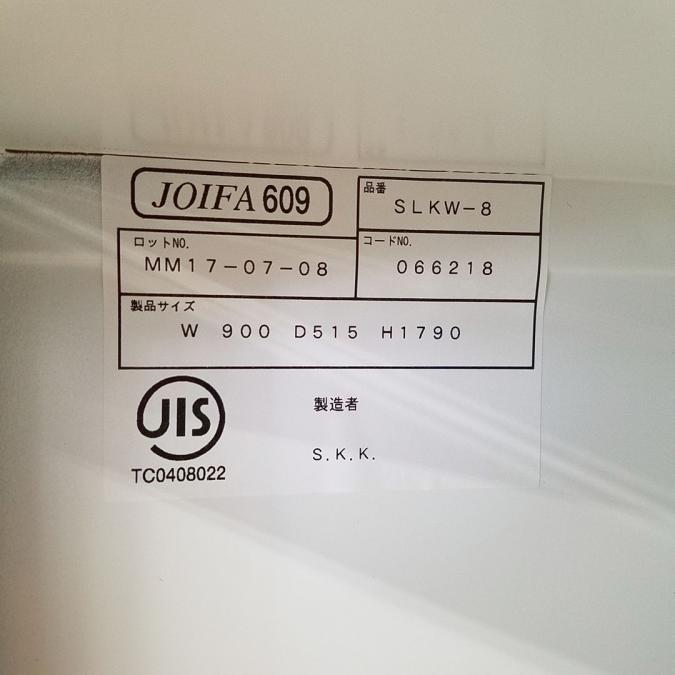 JOIFA 609
品番
SLKW-8
ロットNO.
MM17-07-08
コードNO.
066218
製品サイズ
W 900 D515 H1790
JIS
TC0408022
製造者
S.K.K.